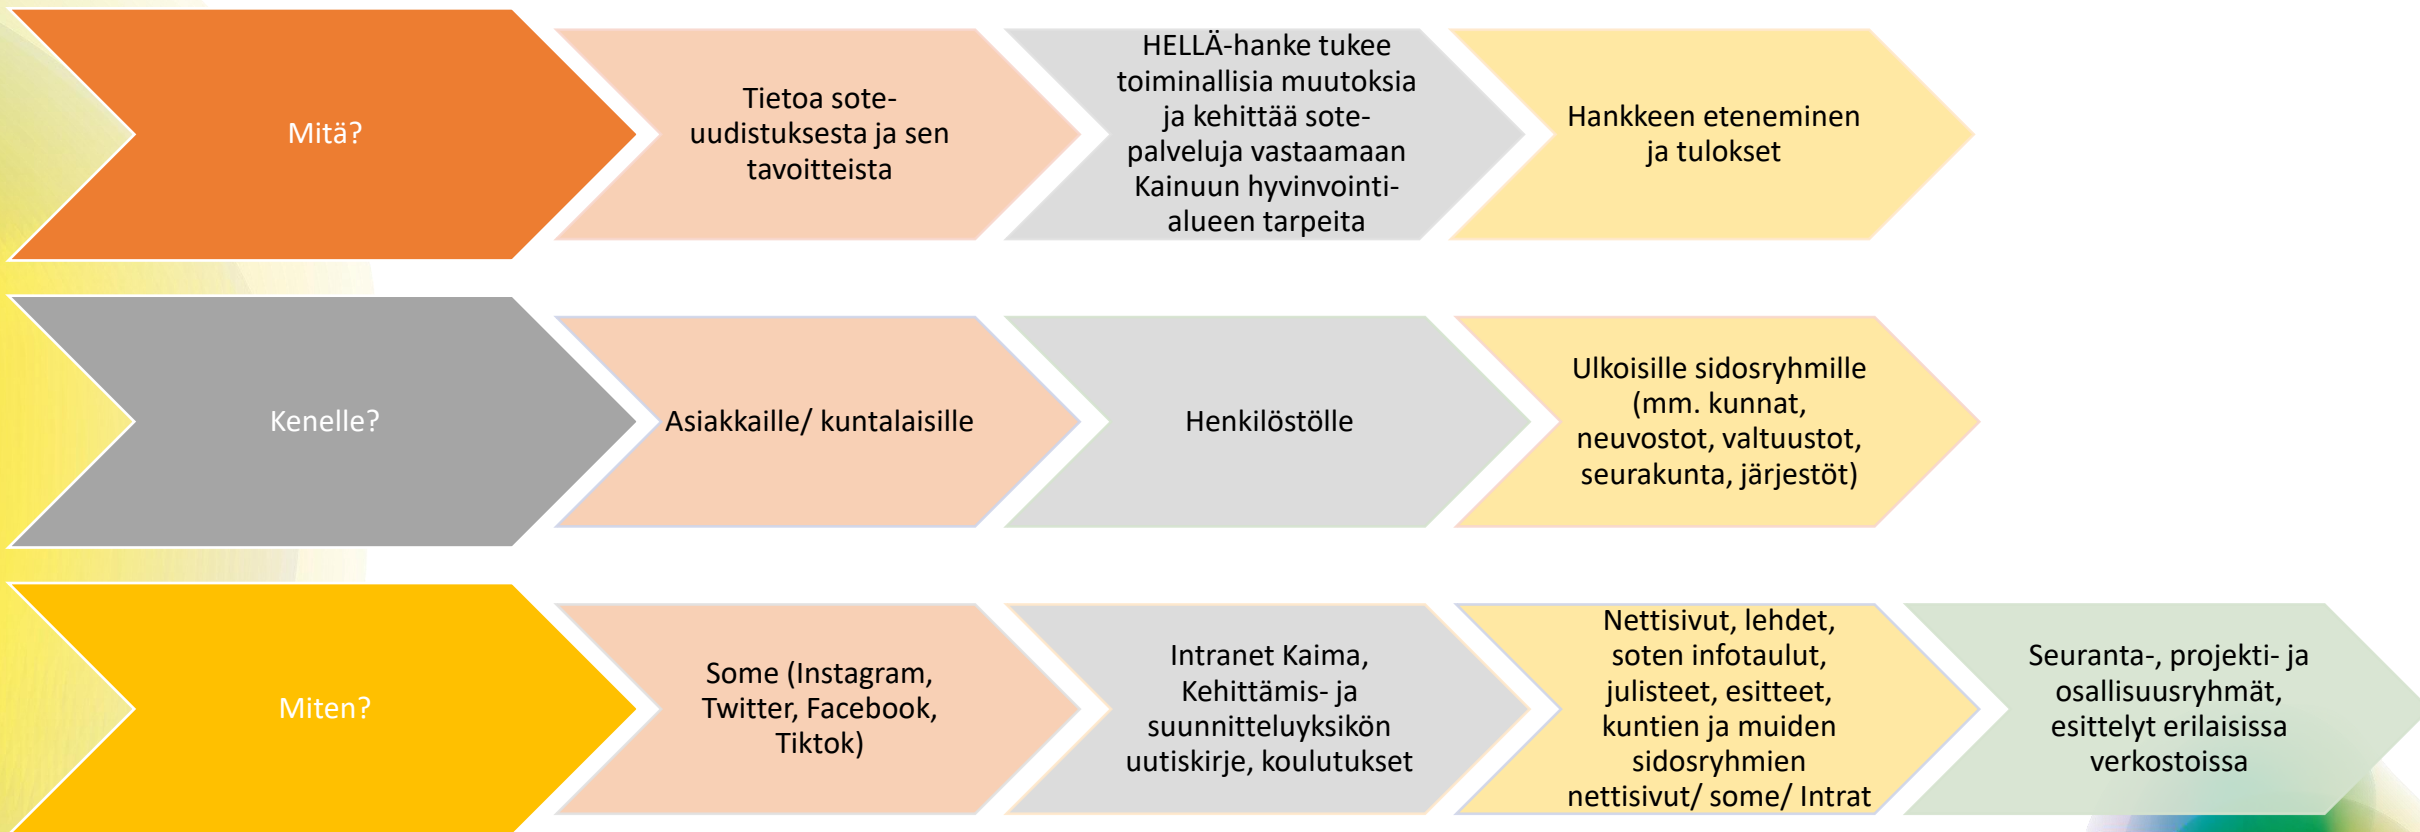 Mitä?
Tietoa sote-
uudistuksesta ja sen
tavoitteista
HELLÄ-hanke tukee
toiminallisia muutoksia
ja kehittää sote-
palveluja vastaamaan
Kainuun hyvinvointi-
alueen tarpeita
Hankkeen eteneminen
ja tulokset
Kenelle?
Asiakkaille/ kuntalaisille
Henkilöstölle
Ulkoisille sidosryhmille
(mm. kunnat,
neuvostot, valtuustot,
seurakunta, järjestöt)
Miten?
Some (Instagram,
Twitter, Facebook,
Tiktok)
Intranet Kaima,
Kehittämis- ja
suunnitteluyksikön
uutiskirje, koulutukset
Nettisivut, lehdet,
soten infotaulut,
julisteet, esitteet,
kuntien ja muiden
sidosryhmien
nettisivut/ some/ Intrat
Seuranta-, projekti- ja
osallisuusryhmät,
esittelyt erilaisissa
verkostoissa